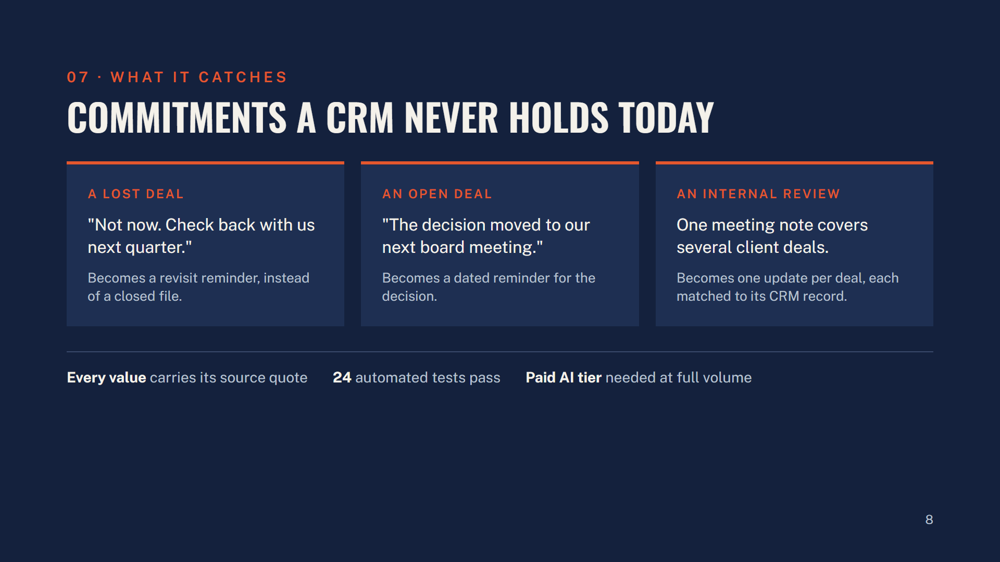 07 · WHAT IT CATCHES
COMMITMENTS A CRM NEVER HOLDS TODAY
A LOST DEAL
"Not now. Check back with us
next quarter."
Becomes a revisit reminder, instead
of a closed file.
AN OPEN DEAL
"The decision moved to our
next board meeting."
Becomes a dated reminder for the
decision.
AN INTERNAL REVIEW
One meeting note covers
several client deals.
Becomes one update per deal, each
matched to its CRM record.
Every value carries its source quote
24 automated tests pass
Paid AI tier needed at full volume
8